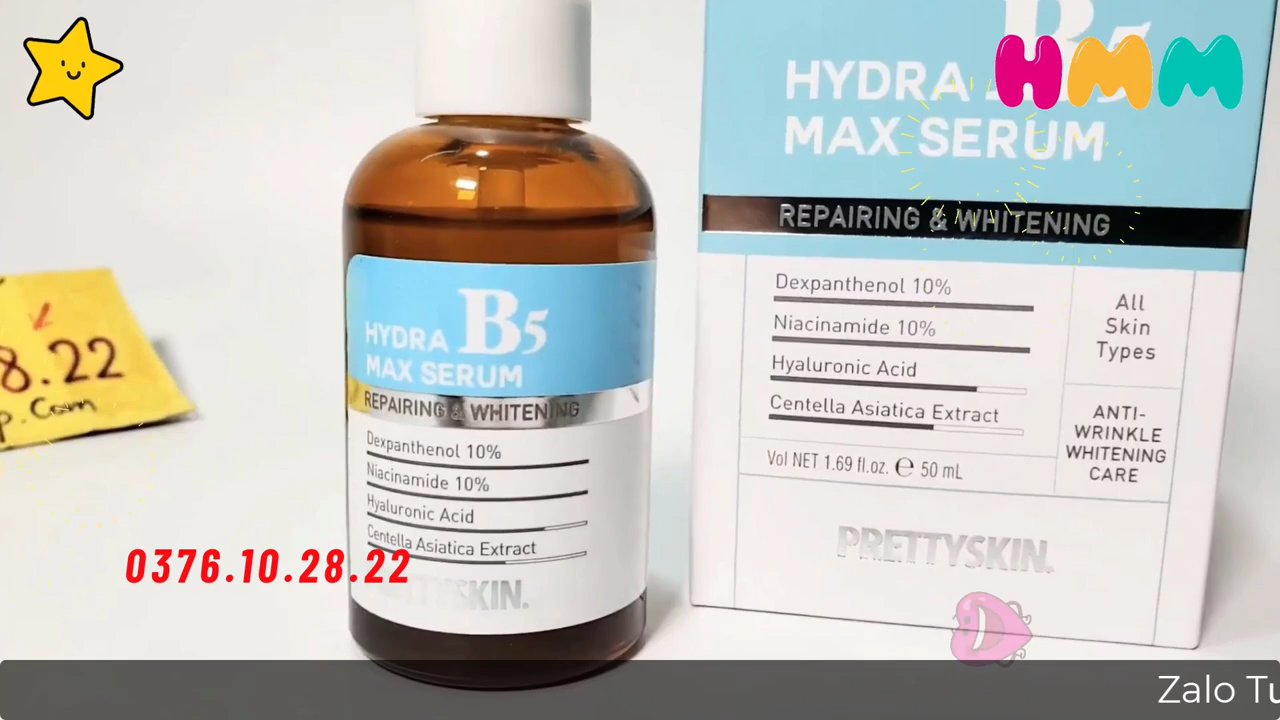 HMM
B5
HYDRA
MAX SERUM
REPAIRING & WHITENING
Dexpanthenol 10%
Niacinamide 10%
Hyaluronic Acid
Centella Asiatica Extract
Vol NET 1.69 fl.oz. ℮ 50 mL
All
Skin
Types
ANTI-
WRINKLE
WHITENING
CARE
PRETTYSKIN.
HYDRA B5
MAX SERUM
REPAIRING & WHITENING
Dexpanthenol 10%
Niacinamide 10%
Hyaluronic Acid
Centella Asiatica Extract
PRETTYSKIN.
8.22
p.Com
0376.10.28.22
D
Zalo Tu